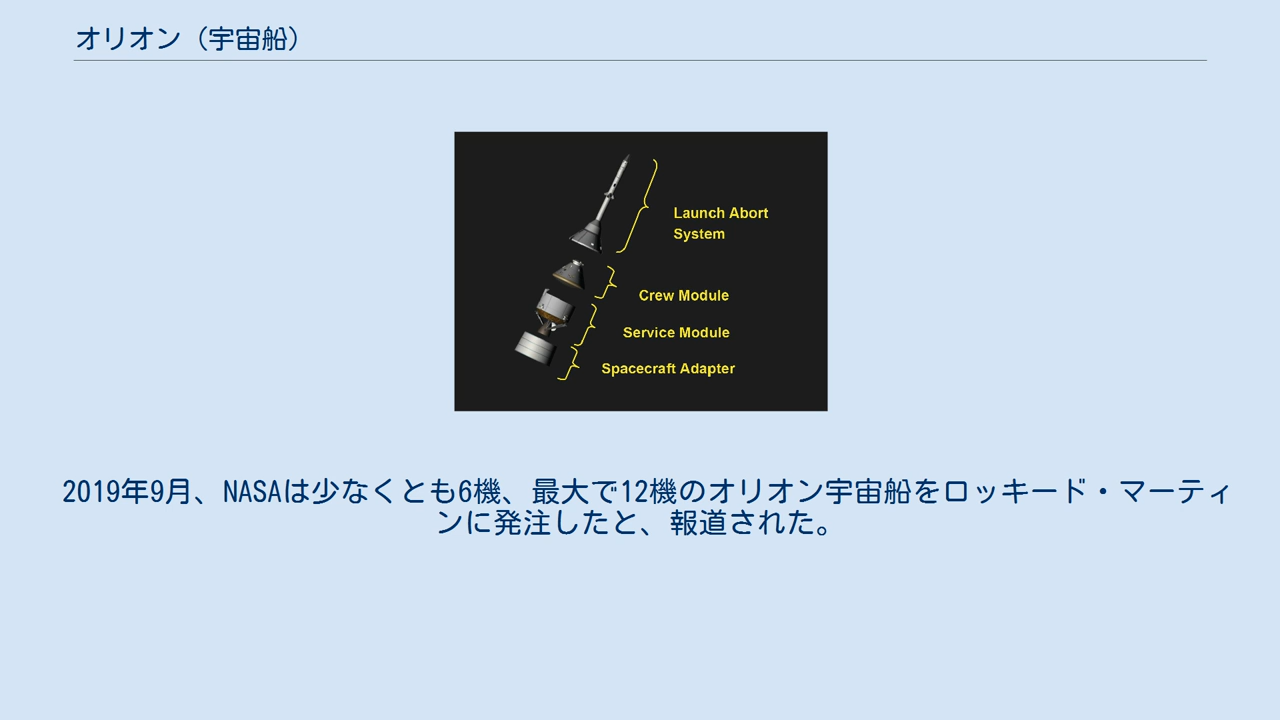 オリオン（宇宙船）
Launch Abort
System
Crew Module
Service Module
Spacecraft Adapter
2019年9月、NASAは少なくとも6機、最大で12機のオリオン宇宙船をロッキード・マーティ
ンに発注したと、報道された。